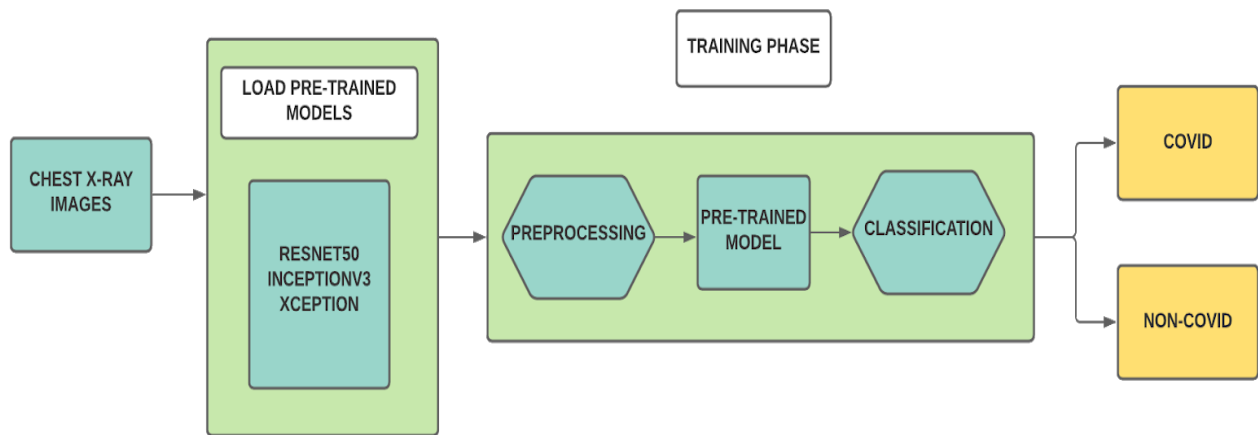 TRAINING PHASE
LOAD PRE-TRAINED
MODELS
CHEST X-RAY
IMAGES
RESNET50
INCEPTIONV3
XCEPTION
PREPROCESSING
PRE-TRAINED
MODEL
CLASSIFICATION
COVID
NON-COVID